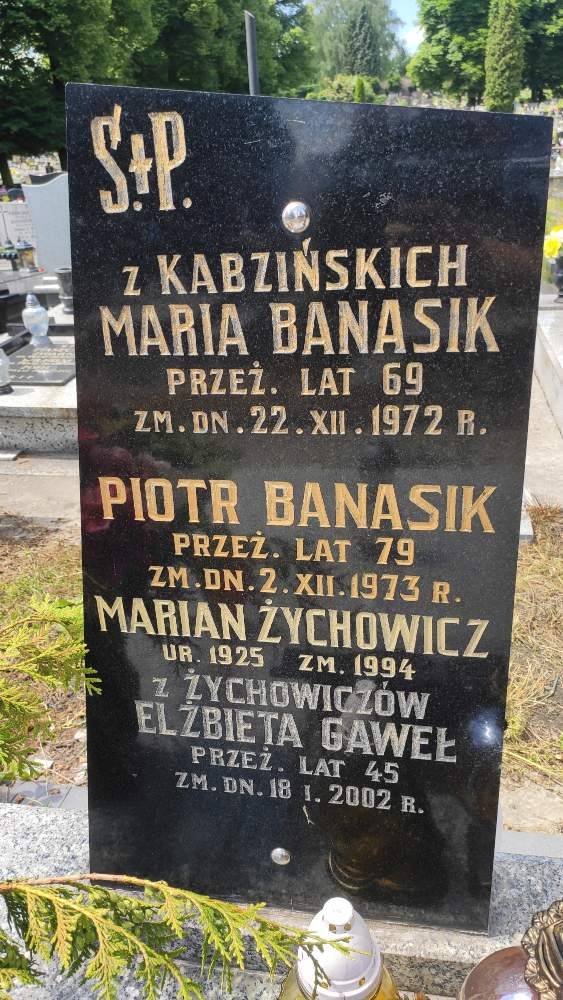 Ś.†P.
z KABZIŃSKICH
MARIA BANASIK
PRZEŻ. LAT 69
ZM. DN. 22. XII. 1972 R.
PIOTR BANASIK
PRZEŻ. LAT 79
ZM. DN. 2. XII. 1973 R.
MARIAN ŻYCHOWICZ
UR. 1925 ZM. 1994
z ŻYCHOWICZÓW
ELŻBIETA GAWEŁ
PRZEŻ. LAT 45
ZM. DN. 18 I. 2002 R.